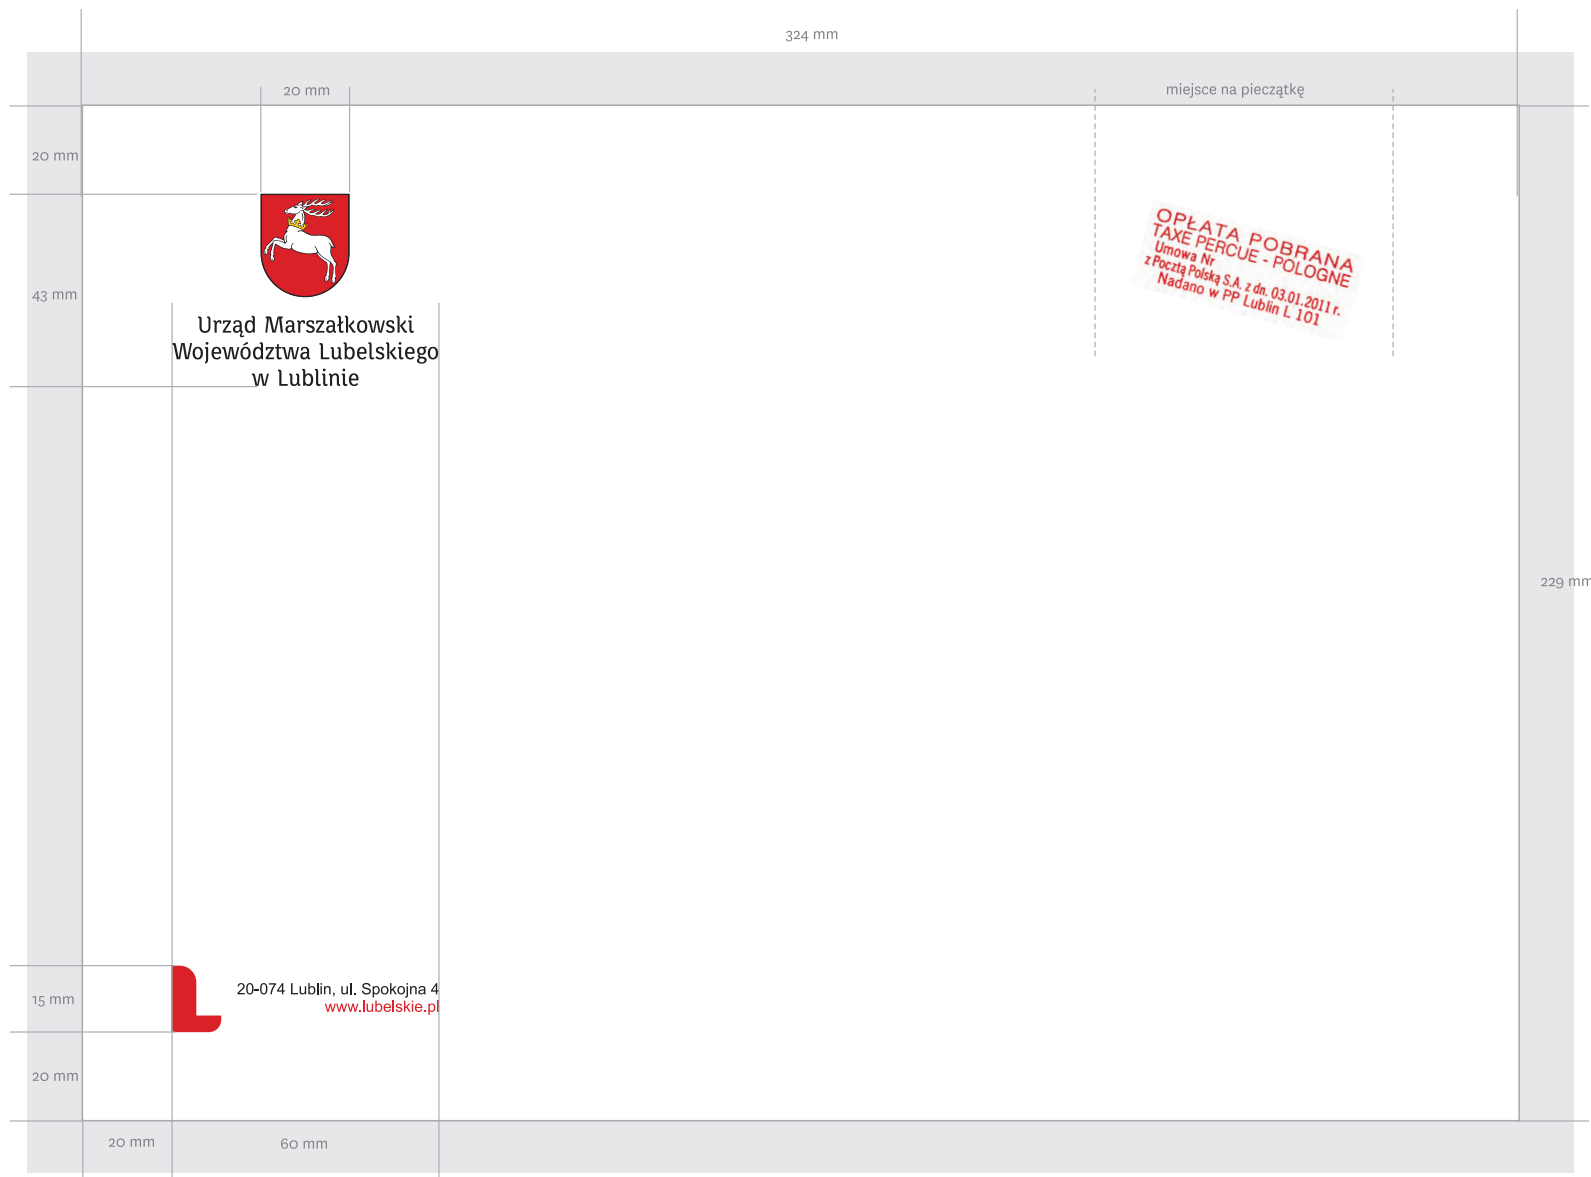 324 mm
20 mm
miejsce na pieczątkę
20 mm
43 mm
Urząd Marszałkowski
Województwa Lubelskiego
w Lublinie
OPŁATA POBRANA
TAXE PERCUE - POLOGNE
Umowa Nr
z Pocztą Polską S.A. z dn. 03.01.2011 r.
Nadano w PP Lublin L 101
229 mm
15 mm
20-074 Lublin, ul. Spokojna 4
www.lubelskie.pl
20 mm
20 mm
60 mm